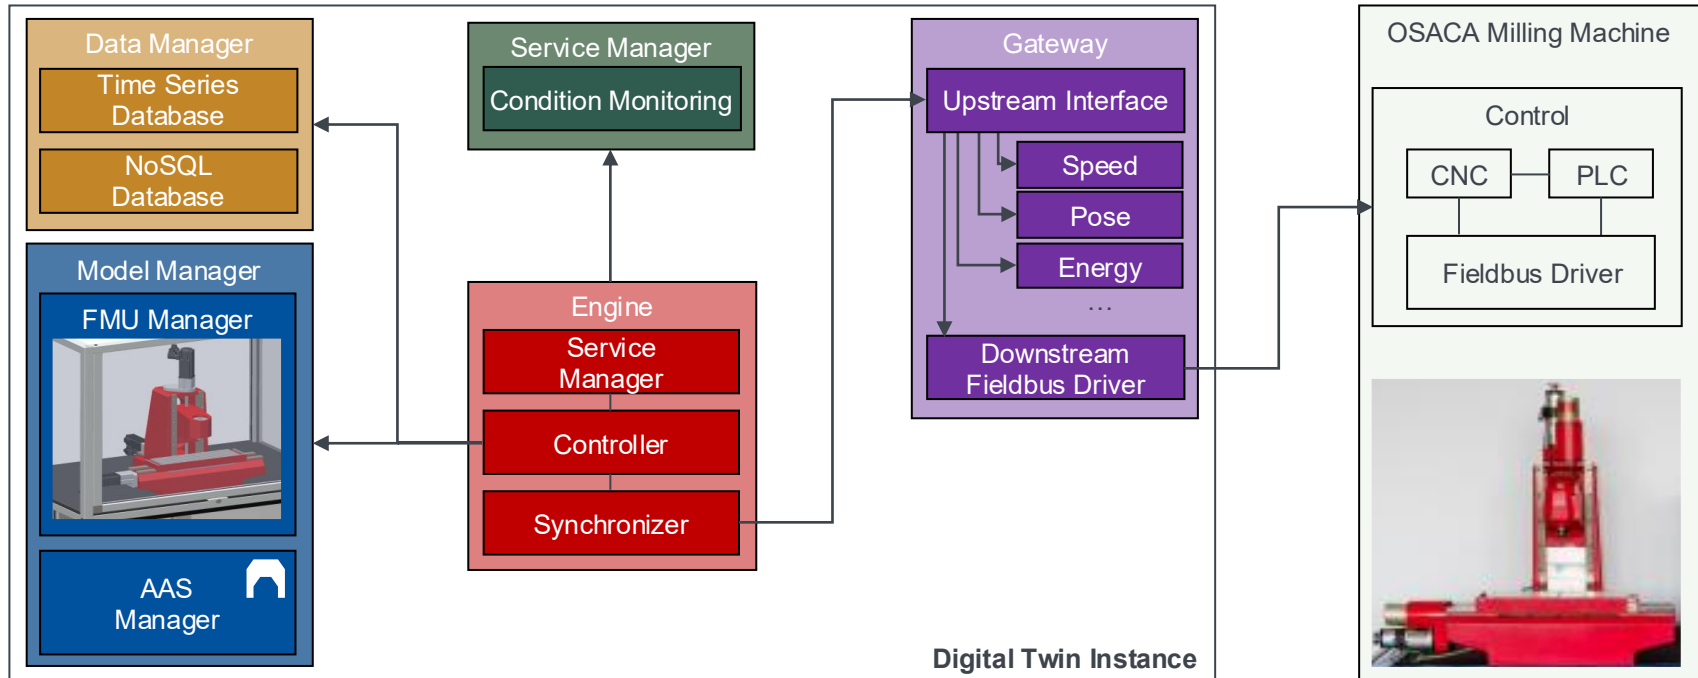 Data Manager
Time Series
Database
NoSQL
Database
Model Manager
FMU Manager
AAS
Manager
Service Manager
Condition Monitoring
Engine
Service
Manager
Controller
Synchronizer
Gateway
Upstream Interface
Speed
Pose
Energy
…
Downstream
Fieldbus Driver
Digital Twin Instance
OSACA Milling Machine
Control
CNC
PLC
Fieldbus Driver